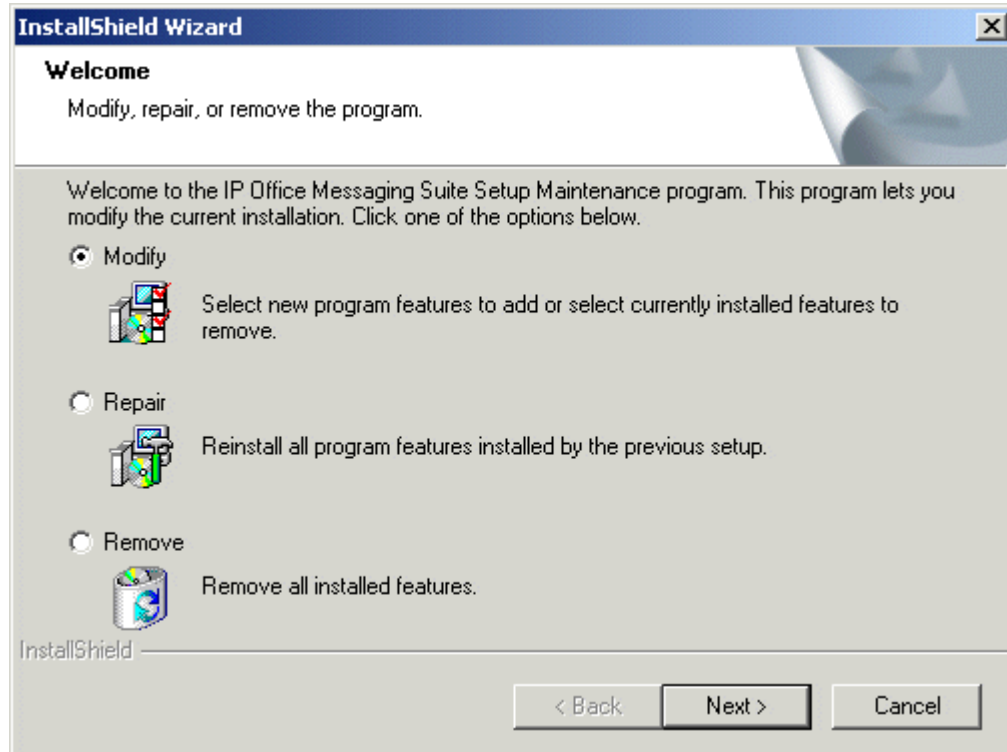 InstallShield Wizard
Welcome
Modify, repair, or remove the program.
Welcome to the IP Office Messaging Suite Setup Maintenance program. This program lets you
modify the current installation. Click one of the options below.
Modify
Select new program features to add or select currently installed features to
remove.
Repair
Reinstall all program features installed by the previous setup.
Remove
Remove all installed features.
InstallShield
< Back Next > Cancel